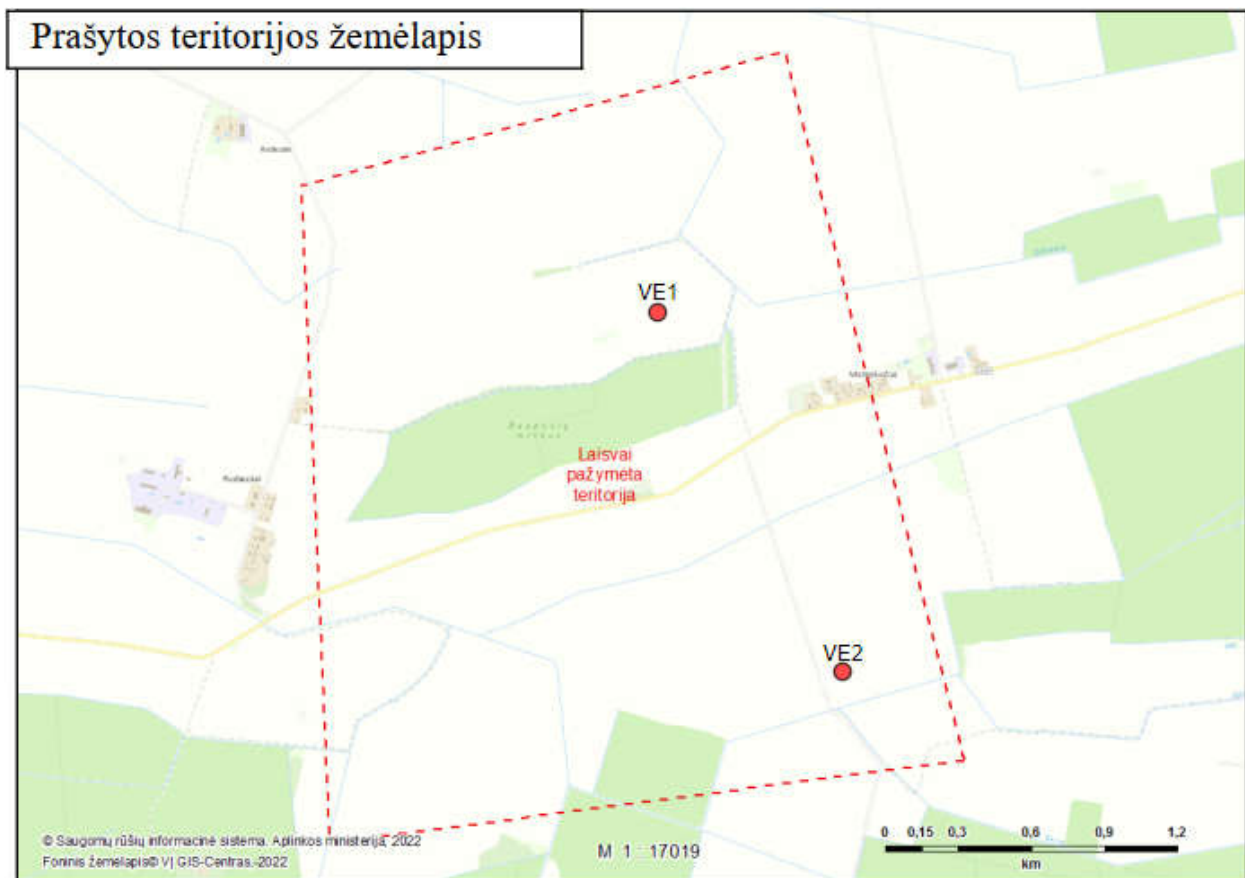 Prašytos teritorijos žemėlapis
VE1
Laisvai
pažymėta
teritorija
VE2
© Saugomų rūšių informacinė sistema. Aplinkos ministerija, 2022
Foninis žemėlapis© VĮ GIS-Centras,-2022
M 1 : 17019
0 0,15 0,3 0,6 0,9 1,2
km